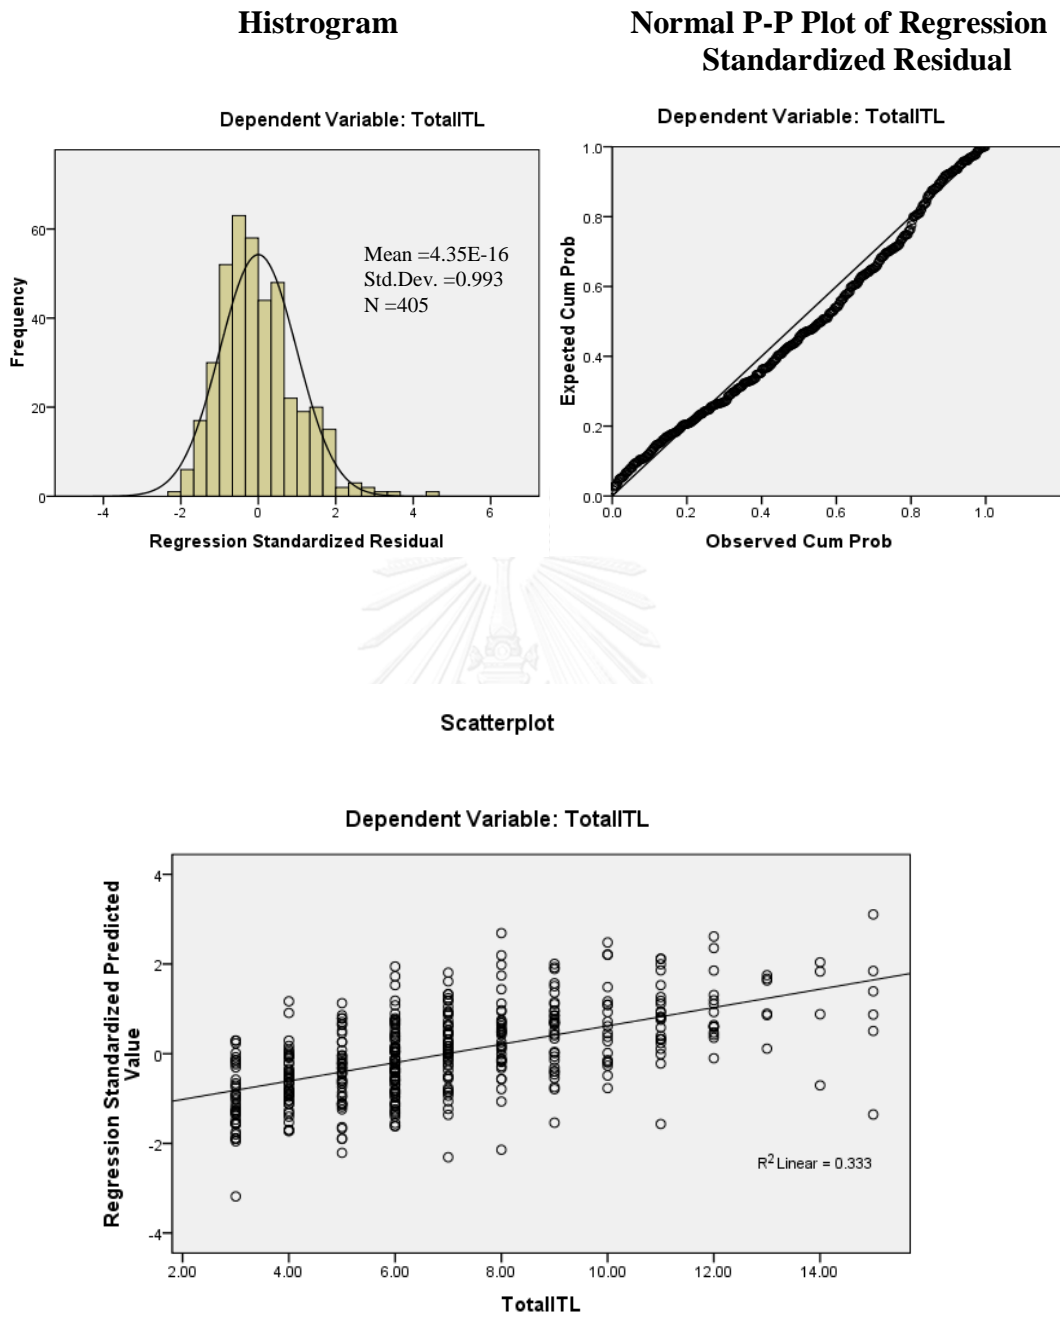 Histrogram
Normal P-P Plot of Regression
Standardized Residual
Dependent Variable: TotalITL
Frequency
60
40
20
0
-4 -2 0 2 4 6
Mean =4.35E-16
Std.Dev. =0.993
N =405
Regression Standardized Residual
Dependent Variable: TotalITL
Expected Cum Prob
1.0
0.8
0.6
0.4
0.2
0.0
0.0 0.2 0.4 0.6 0.8 1.0
Observed Cum Prob
Scatterplot
Dependent Variable: TotalITL
Regression Standardized Predicted
Value
4
2
0
-2
-4
R2 Linear = 0.333
2.00 4.00 6.00 8.00 10.00 12.00 14.00
TotalITL